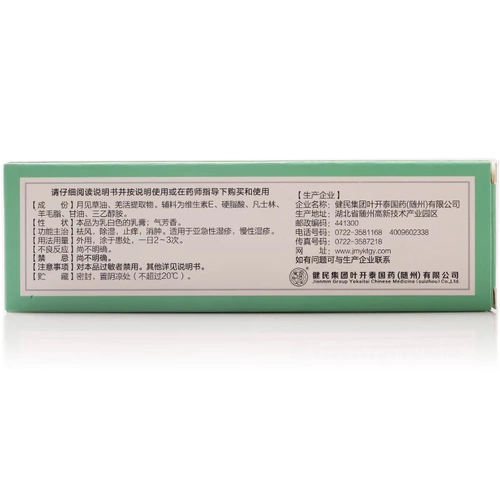 请仔细阅读说明书并按说明使用或在药师指导下购买和使用
【成 份】月见草油、羌活提取物。辅料为维生素E、硬脂酸、凡士林、
羊毛脂、甘油、三乙醇胺。
【性 状】本品为乳白色的乳膏；气芳香。
【功能主治】祛风，除湿，止痒，消肿。适用于亚急性湿疹，慢性湿疹。
【用法用量】外用，涂于患处，一日2～3次。
【不良反应】尚不明确。
【禁 忌】尚不明确。
【注意事项】对本品过敏者禁用。其他详见说明书。
【贮 藏】密封，置阴凉处（不超过20℃）。
【生产企业】
企业名称：健民集团叶开泰国药(随州)有限公司
生产地址：湖北省随州高新技术产业园区
邮政编码：441300
电话号码：0722-3581168 4009602338
传真号码：0722-3587218
网 址：www.jmyktgy.com
如有问题可与生产企业联系
健民集团叶开泰国药(随州)有限公司
Jianmin Group Yekaitai Chinese Medicine (suizhou) Co.,Ltd.